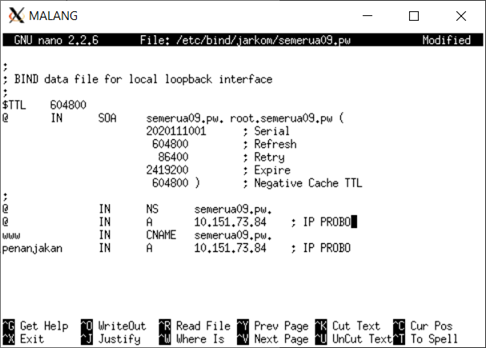 MALANG
GNU nano 2.2.6 File: /etc/bind/jarkom/semerua09.pw Modified
;
; BIND data file for local loopback interface
;
$TTL 604800
@ IN SOA semerua09.pw. root.semerua09.pw (
2020111001 ; Serial
604800 ; Refresh
86400 ; Retry
2419200 ; Expire
604800 ) ; Negative Cache TTL
;
@ IN NS semerua09.pw.
@ IN A 10.151.73.84 ; IP PROBO
www IN CNAME semerua09.pw.
penanjakan IN A 10.151.73.84 ; IP PROBO
^G Get Help ^O WriteOut ^R Read File ^Y Prev Page ^K Cut Text ^C Cur Pos
^X Exit ^J Justify ^W Where Is ^V Next Page ^U UnCut Text ^T To Spell